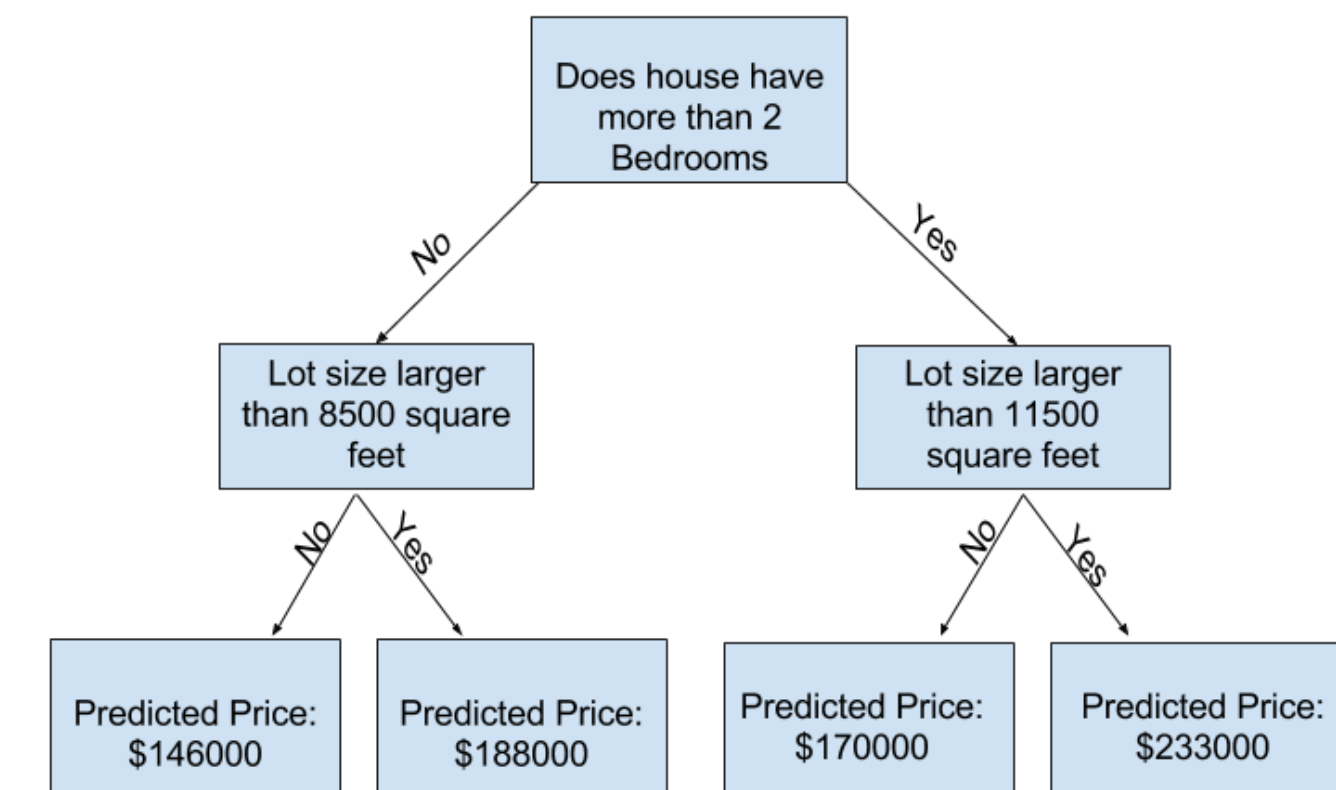 Does house have
more than 2
Bedrooms
No
Yes
Lot size larger
than 8500 square
feet
Lot size larger
than 11500
square feet
No
Yes
No
Yes
Predicted Price:
$146000
Predicted Price:
$188000
Predicted Price:
$170000
Predicted Price:
$233000